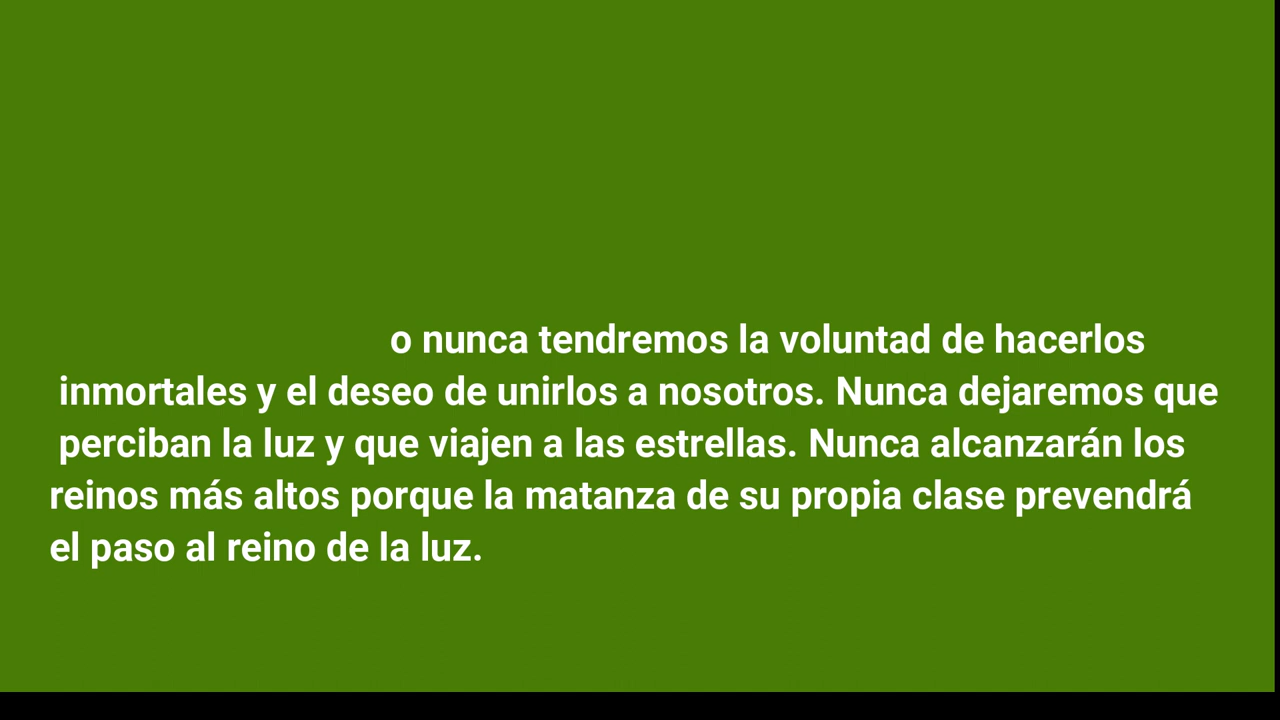 o nunca tendremos la voluntad de hacerlos
inmortales y el deseo de unirlos a nosotros. Nunca dejaremos que
perciban la luz y que viajen a las estrellas. Nunca alcanzarán los
reinos más altos porque la matanza de su propia clase prevendrá
el paso al reino de la luz.